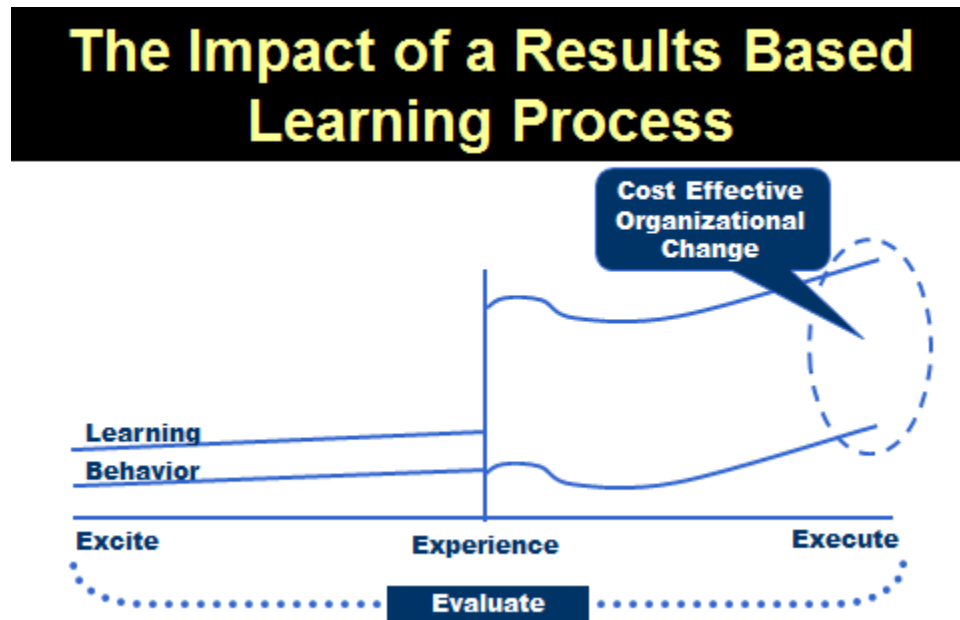 The Impact of a Results Based
Learning Process
Cost Effective
Organizational
Change
Learning
Behavior
Excite
Experience
Execute
Evaluate